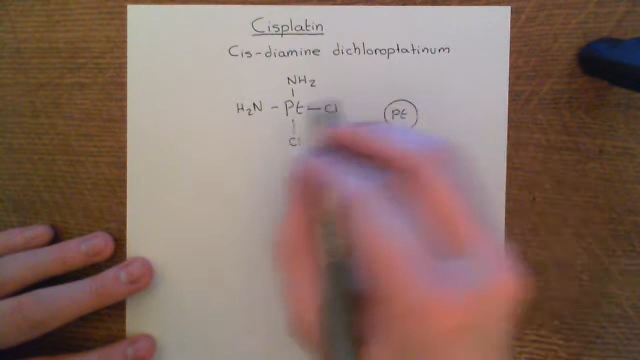 Cisplatin
Cis-diamine dichloroplatinum
NH2
H2N - Pt - Cl
Pt
Cl